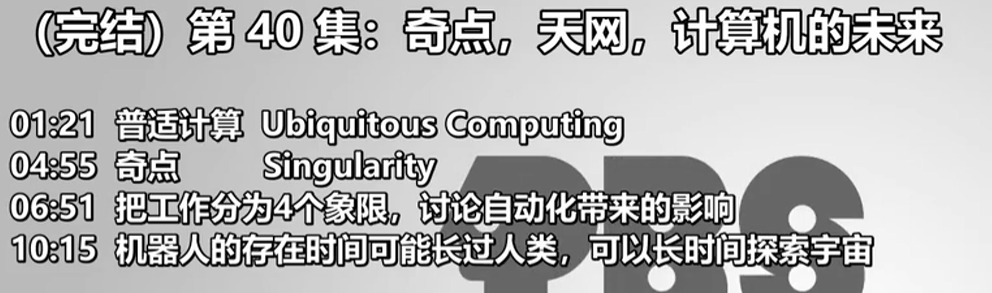 (完结) 第 40 集：奇点，天网，计算机的未来
01:21 普适计算 Ubiquitous Computing
04:55 奇点 Singularity
06:51 把工作分为4个象限，讨论自动化带来的影响
10:15 机器人的存在时间可能长过人类，可以长时间探索宇宙
PBS